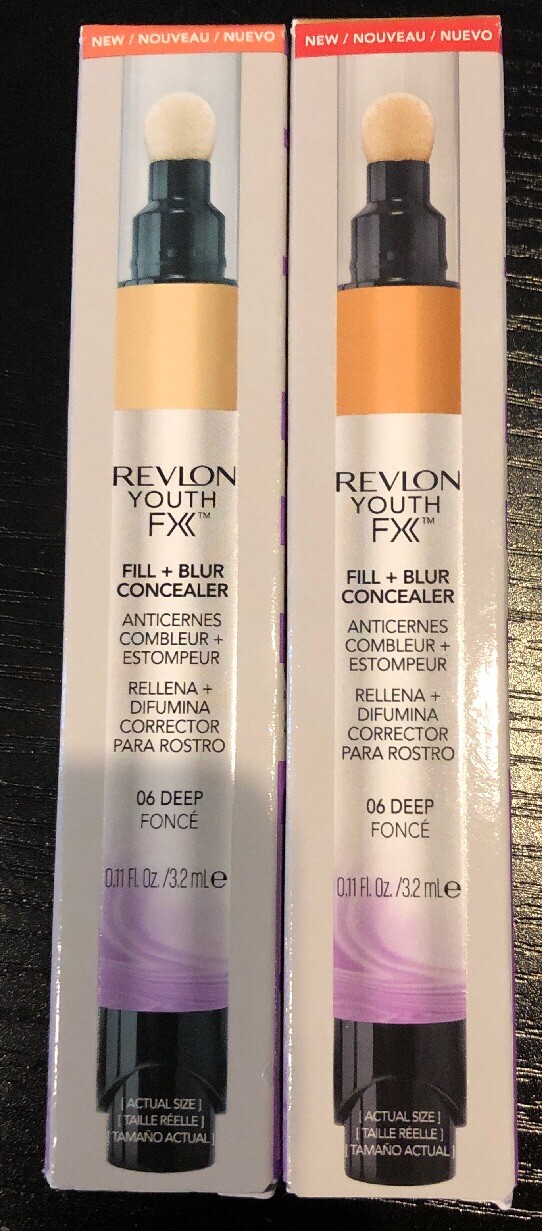 NEW / NOUVEAU / NUEVO
REVLON
YOUTH
FX™
FILL + BLUR
CONCEALER
ANTICERNES
COMBLEUR +
ESTOMPEUR
RELLENA +
DIFUMINA
CORRECTOR
PARA ROSTRO
06 DEEP
FONCÉ
0.11 Fl. Oz. /3.2 mL℮
[ ACTUAL SIZE ]
[ TAILLE RÉELLE ]
[ TAMAÑO ACTUAL ]
NEW / NOUVEAU / NUEVO
REVLON
YOUTH
FX™
FILL + BLUR
CONCEALER
ANTICERNES
COMBLEUR +
ESTOMPEUR
RELLENA +
DIFUMINA
CORRECTOR
PARA ROSTRO
06 DEEP
FONCÉ
0.11 Fl. Oz. /3.2 mL℮
[ ACTUAL SIZE ]
[ TAILLE RÉELLE ]
[ TAMAÑO ACTUAL ]